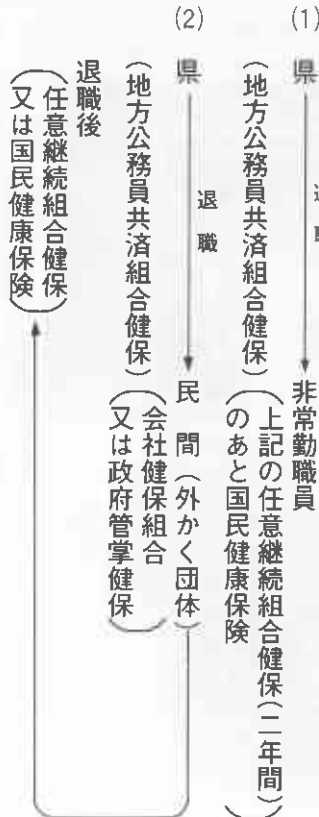 (1) 県 → 非常勤職員
(地方公務員共済組合健保)
(上記の任意継続組合健保(二年間)
のあと国民健康保険)
(2) 県 退職 → 民間(外かく団体)
(地方公務員共済組合健保)
(会社健保組合
又は政府管掌健保)
退職後
(任意継続組合健保
又は国民健康保険)